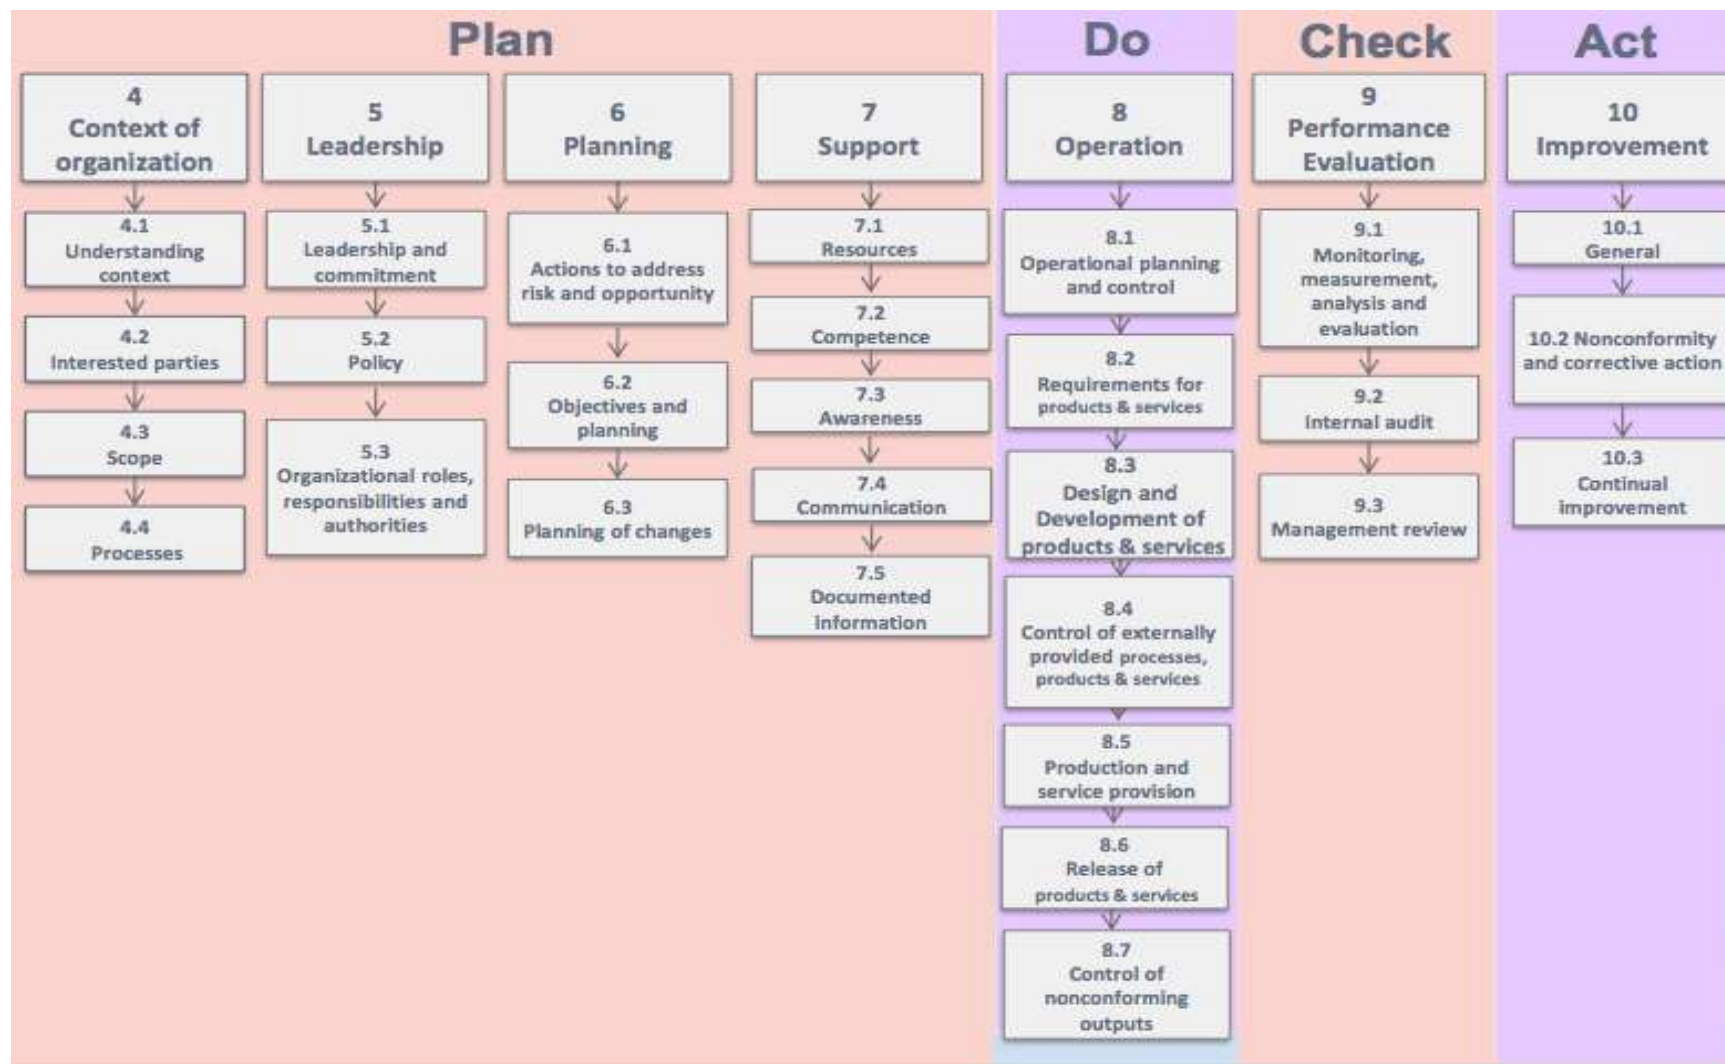 Plan
4
Context of
organization
4.1
Understanding
context
4.2
Interested parties
4.3
Scope
4.4
Processes
5
Leadership
5.1
Leadership and
commitment
5.2
Policy
5.3
Organizational roles,
responsibilities and
authorities
6
Planning
6.1
Actions to address
risk and opportunity
6.2
Objectives and
planning
6.3
Planning of changes
7
Support
7.1
Resources
7.2
Competence
7.3
Awareness
7.4
Communication
7.5
Documented
information
Do
8
Operation
8.1
Operational planning
and control
8.2
Requirements for
products & services
8.3
Design and
Development of
products & services
8.4
Control of externally
provided processes,
products & services
8.5
Production and
service provision
8.6
Release of
products & services
8.7
Control of
nonconforming
outputs
Check
9
Performance
Evaluation
9.1
Monitoring,
measurement,
analysis and
evaluation
9.2
Internal audit
9.3
Management review
Act
10
Improvement
10.1
General
10.2 Nonconformity
and corrective action
10.3
Continual
improvement